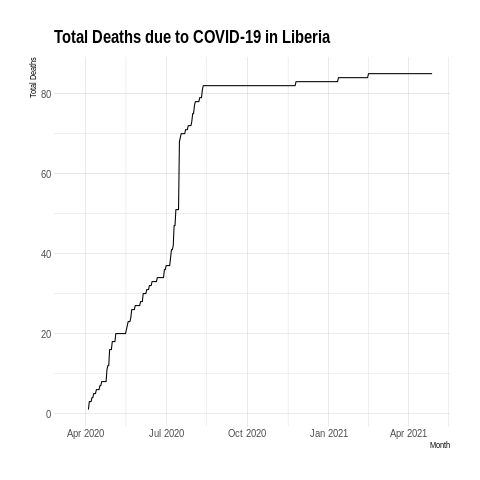 Total Deaths due to COVID-19 in Liberia
Total Deaths
80
60
40
20
0
Apr 2020 Jul 2020 Oct 2020 Jan 2021 Apr 2021
Month